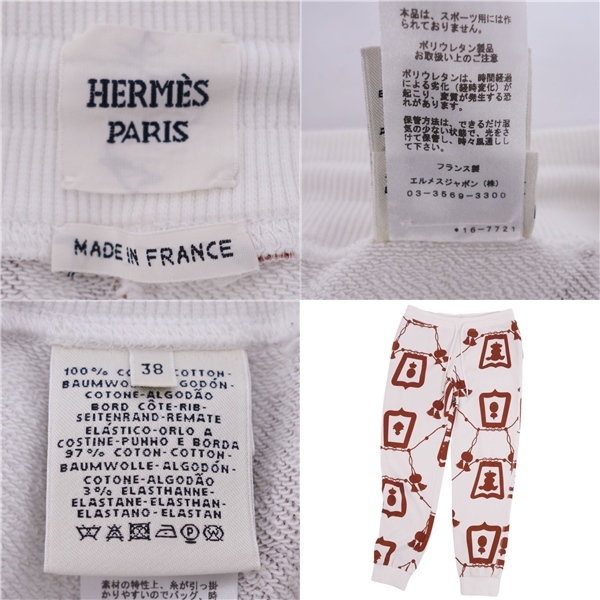 HERMÈS
PARIS
MADE IN FRANCE
本品は、スポーツ用には作
られておりません。
ポリウレタン製品
お取扱い上のご注意
ポリウレタンは、時間経過
による劣化（経時変化）が
起こり、変質が発生する恐
れがあります。
保管方法は、できるだけ湿
気の少ない状態で、光をさ
けて保管し、時々風通しし
て下さい。
フランス製
エルメスジャポン（株）
03-3569-3300
*16-7721
38
100% COTON-COTTON-
BAUMWOLLE-ALGODÓN-
COTONE-ALGODÃO
BORD CÔTE-RIB-
SEITENRAND-REMATE
ELÁSTICO-ORLO A
COSTINE-PUNHO E BORDA
97% COTON-COTTON-
BAUMWOLLE-ALGODÓN-
COTONE-ALGODÃO
3% ELASTHANNE-
ELASTANE-ELASTHAN-
ELASTANO-ELASTAN
素材の特性上、糸が引っ掛
かりやすいのでバッグ、時